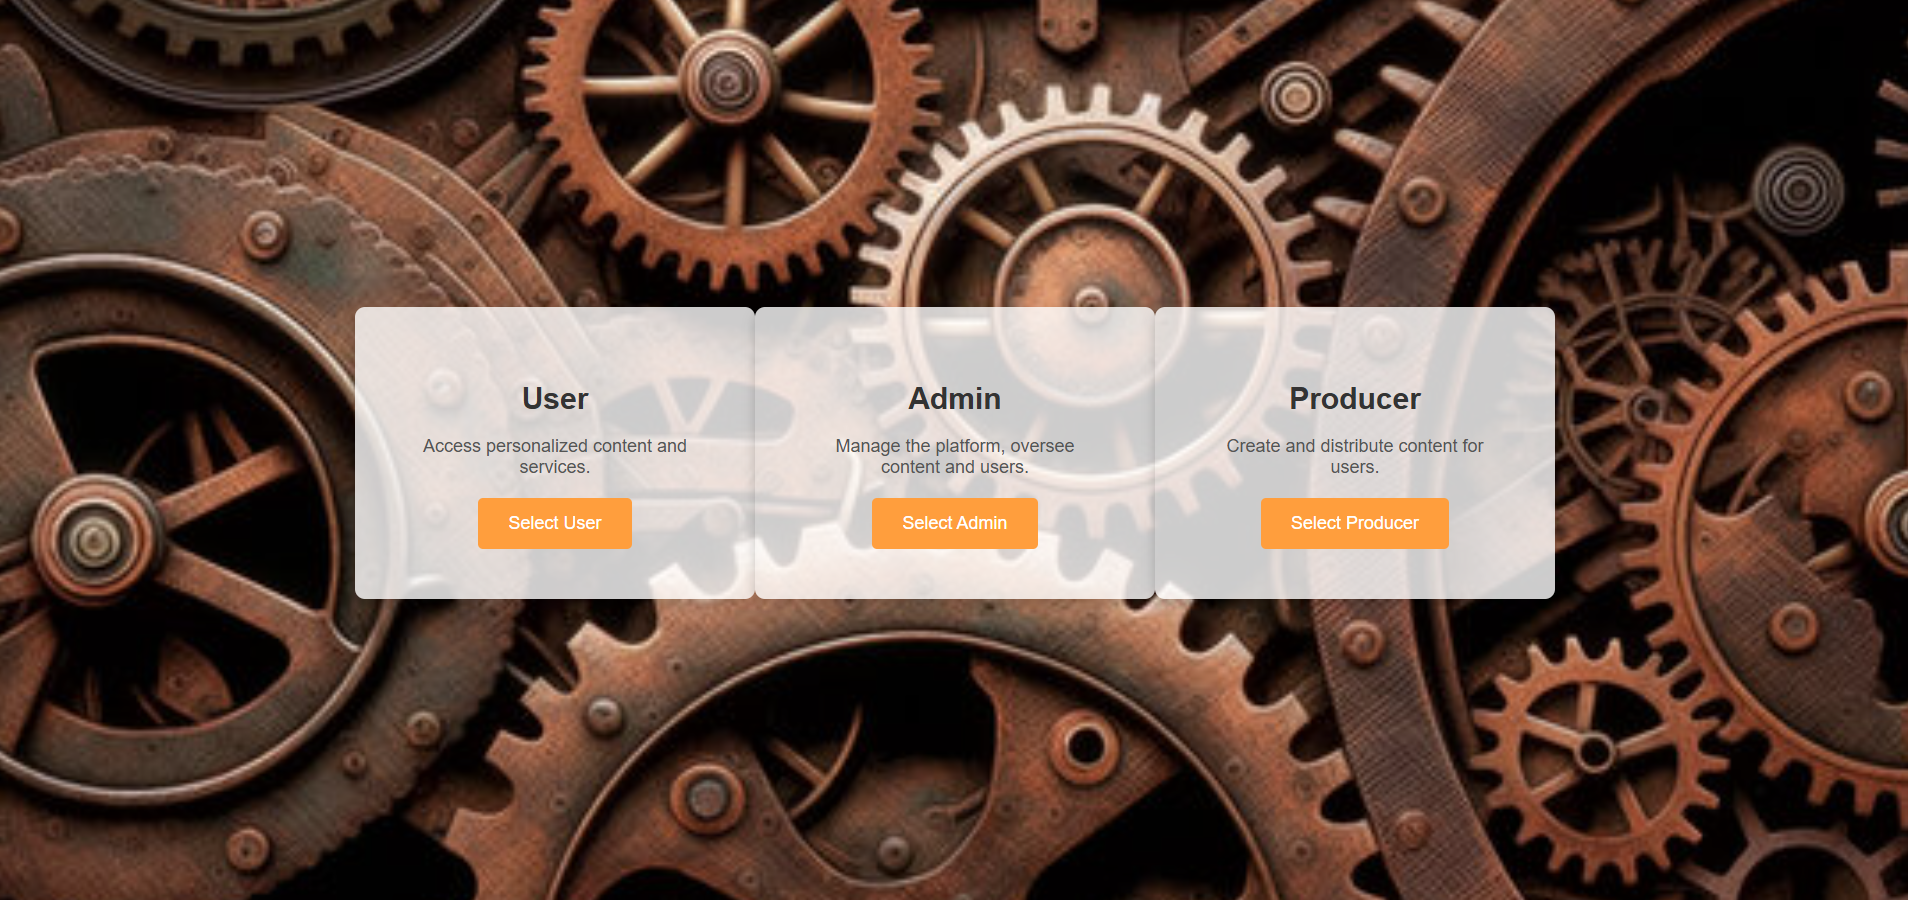 User
Access personalized content and
services.
Select User
Admin
Manage the platform, oversee
content and users.
Select Admin
Producer
Create and distribute content for
users.
Select Producer